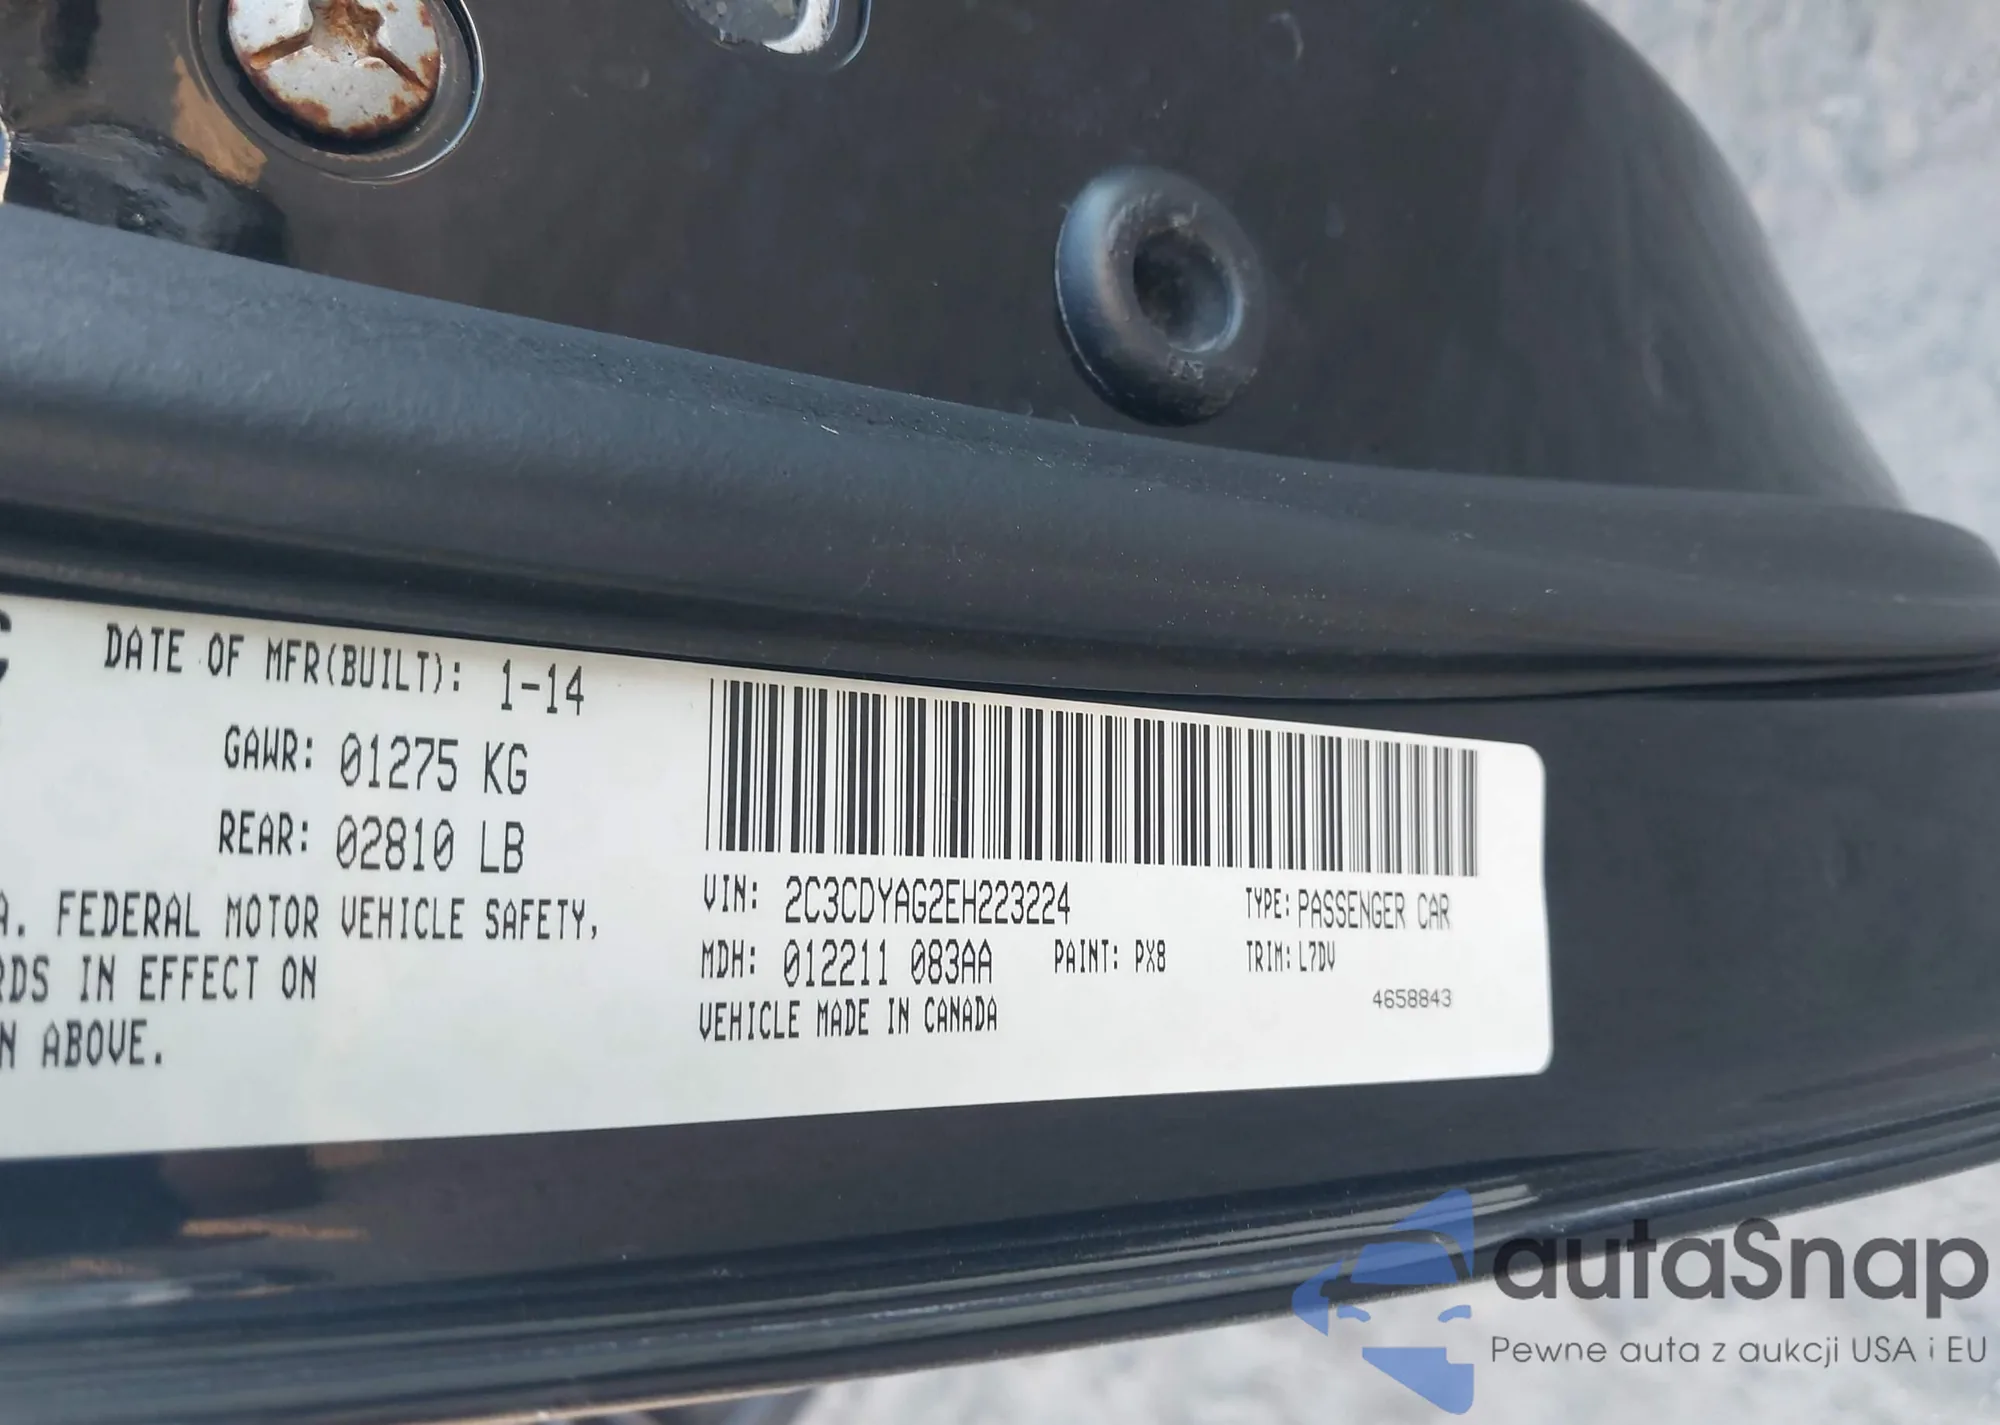 DATE OF MFR(BUILT): 1-14
GAWR: 01275 KG
REAR: 02810 LB
A. FEDERAL MOTOR VEHICLE SAFETY,
RDS IN EFFECT ON
N ABOVE.
VIN: 2C3CDYAG2EH223224
TYPE: PASSENGER CAR
MDH: 012211 083AA
PAINT: PX8
TRIM: L7DV
VEHICLE MADE IN CANADA
4658843
autaSnap
Pewne auta z aukcji USA i EU